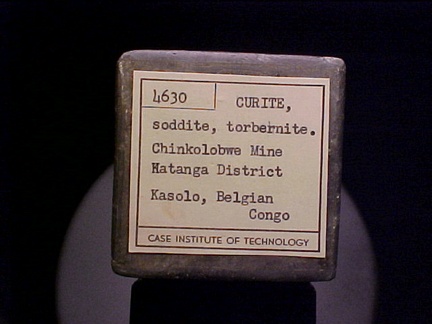 4630
CURITE,
soddite, torbernite.
Chinkolobwe Mine
Katanga District
Kasolo, Belgian
Congo
CASE INSTITUTE OF TECHNOLOGY